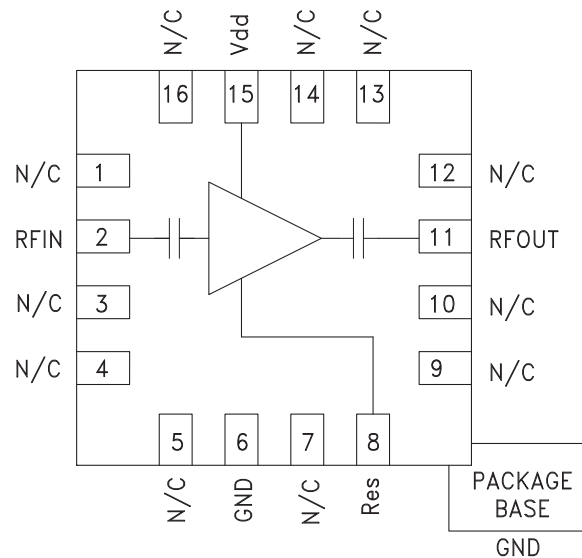 N/C
Vdd
N/C
N/C
16
15
14
13
N/C 1
12 N/C
RFIN 2
11 RFOUT
N/C 3
10 N/C
N/C 4
9 N/C
5
6
7
8
N/C
GND
N/C
Res
PACKAGE
BASE
GND